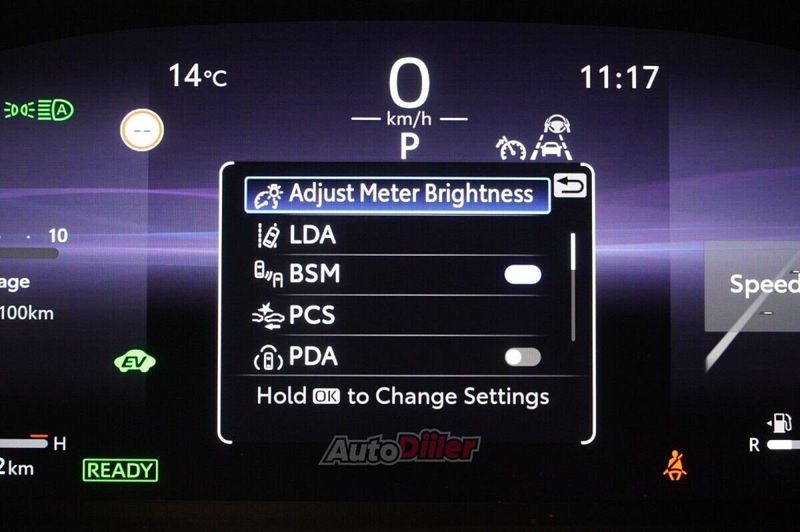 14°C
0
11:17
km/h
A
--
P
Adjust Meter Brightness
LDA
10
BSM
age
Speed
100km
PCS
--
PDA
EV
Hold OK to Change Settings
H
R
2km
READY
AutoDiler